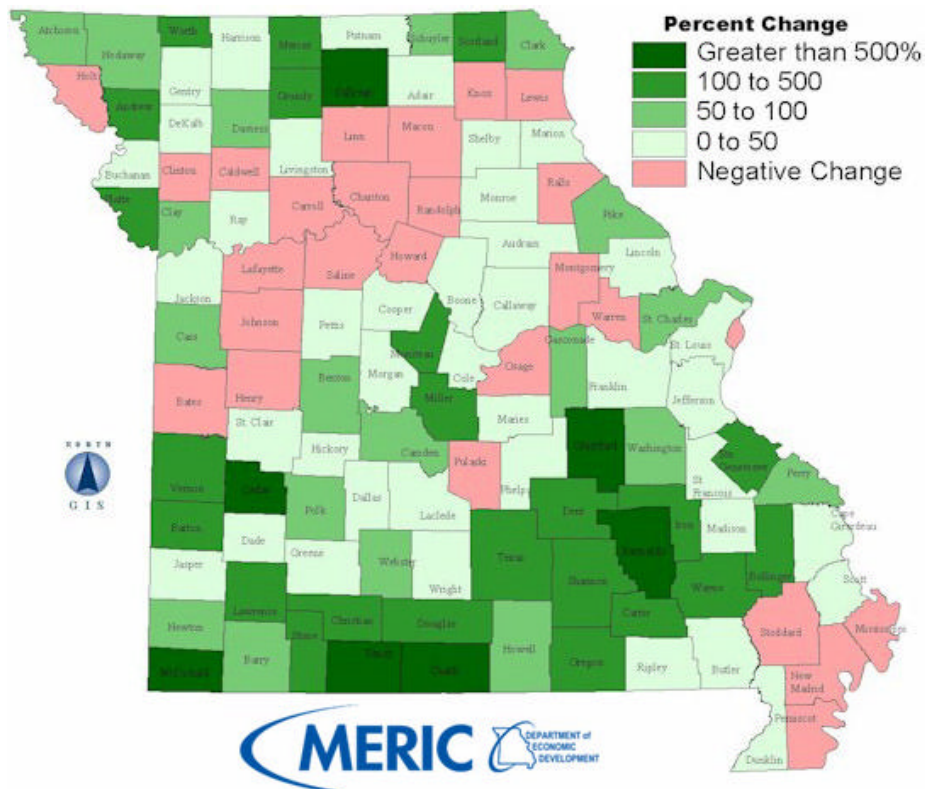 Percent Change
Greater than 500%
100 to 500
50 to 100
0 to 50
Negative Change
Atchison
Nodaway
Worth
Harrison
Mercer
Putnam
Schuyler
Scotland
Clark
Holt
Gentry
Grundy
Adair
Knox
Lewis
Andrew
DeKalb
Daviess
Linn
Macon
Shelby
Marion
Buchanan
Clinton
Caldwell
Livingston
Chariton
Randolph
Monroe
Ralls
Platte
Clay
Ray
Carroll
Pike
Audrain
Lincoln
Howard
Lafayette
Saline
Boone
Callaway
Montgomery
Warren
St. Charles
St. Louis
Jackson
Johnson
Pettis
Cooper
Moniteau
Cole
Osage
Gasconade
Franklin
Jefferson
Cass
Benton
Morgan
Miller
Maries
Bates
Henry
St. Clair
Hickory
Camden
Pulaski
Phelps
Washington
Ste
Genevieve
St
Francois
Perry
Vernon
Cedar
Polk
Dallas
Laclede
Dent
Iron
Madison
Cape
Girardeau
Barton
Dade
Greene
Webster
Wright
Texas
Shannon
Reynolds
Wayne
Bollinger
Scott
Jasper
Lawrence
Christian
Douglas
Carter
Stoddard
Mississippi
Newton
Barry
Stone
Howell
Oregon
Ripley
Butler
New
Madrid
Pemiscot
Dunklin
NORTH
GIS
MERIC
DEPARTMENT of
ECONOMIC
DEVELOPMENT